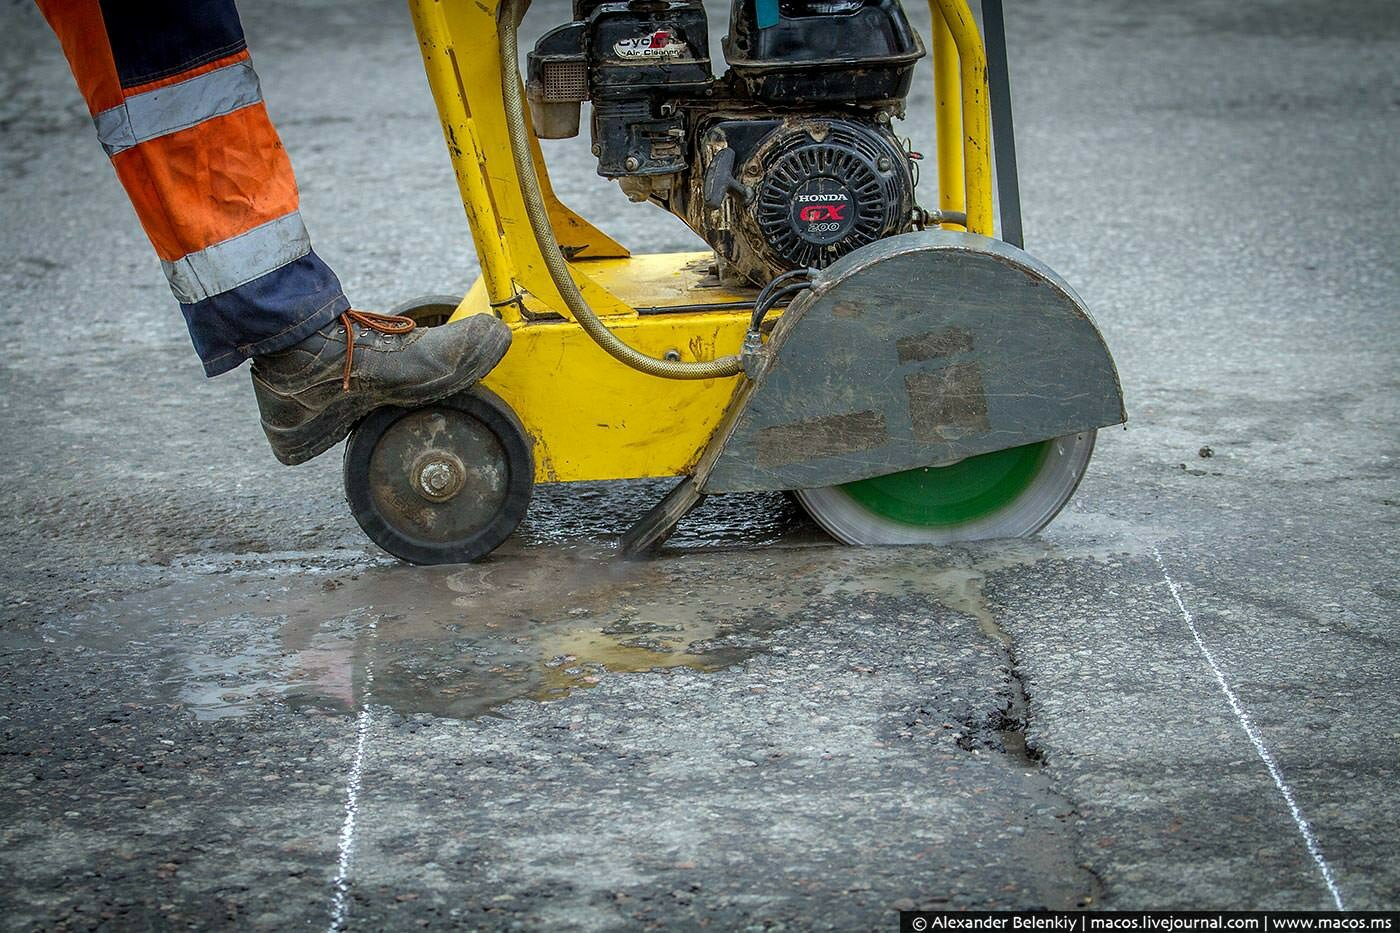 Cyclone
Air Cleaner
HONDA
GX
200
© Alexander Belenkiy | macos.livejournal.com | www.macos.ms